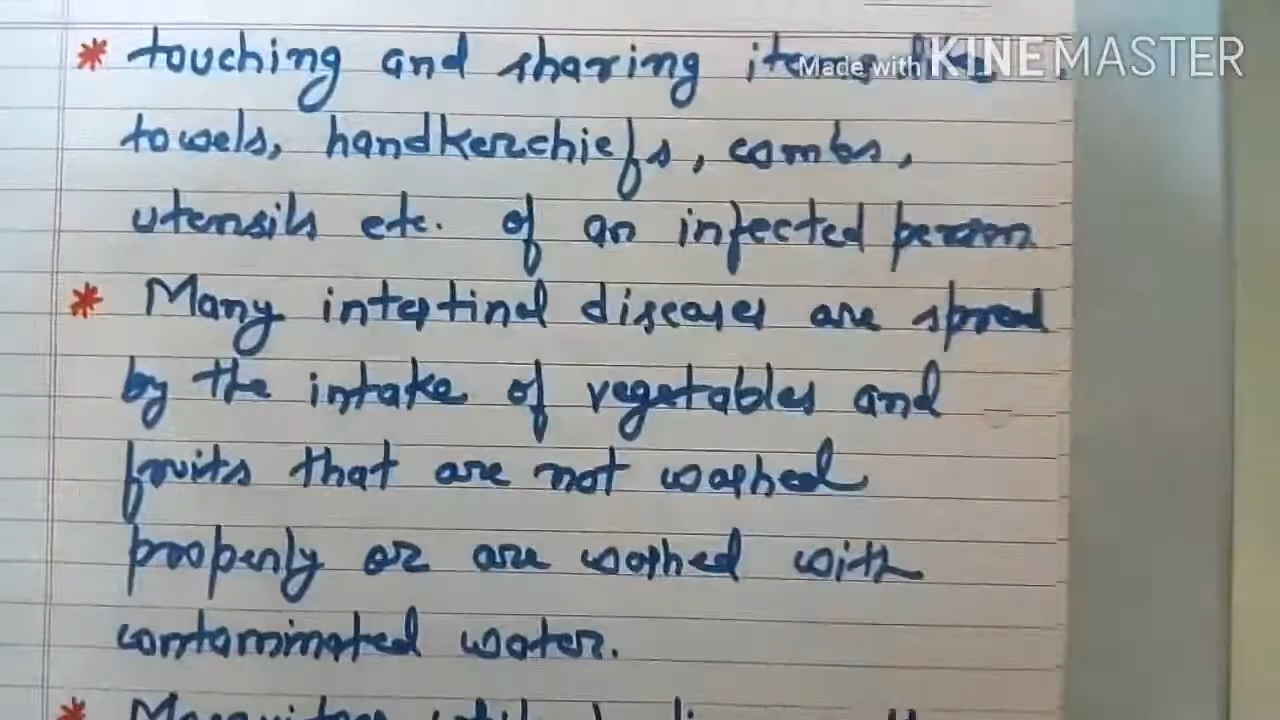 * touching and sharing items like
Made with KINEMASTER
towels, handkerchiefs, combs,
utensils etc. of an infected person
* Many intestinal diseases are spread
by the intake of vegetables and
fruits that are not washed
properly or are washed with
contaminated water.
*